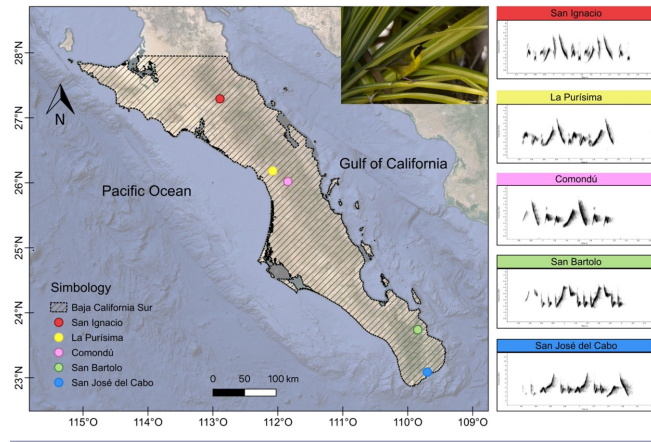 28°N
27°N
26°N
25°N
24°N
23°N
N
Pacific Ocean
Gulf of California
Simbology
Baja California Sur
San Ignacio
La Purísima
Comondú
San Bartolo
San José del Cabo
0 50 100 km
115°O 114°O 113°O 112°O 111°O 110°O 109°O
San Ignacio
La Purísima
Comondú
San Bartolo
San José del Cabo